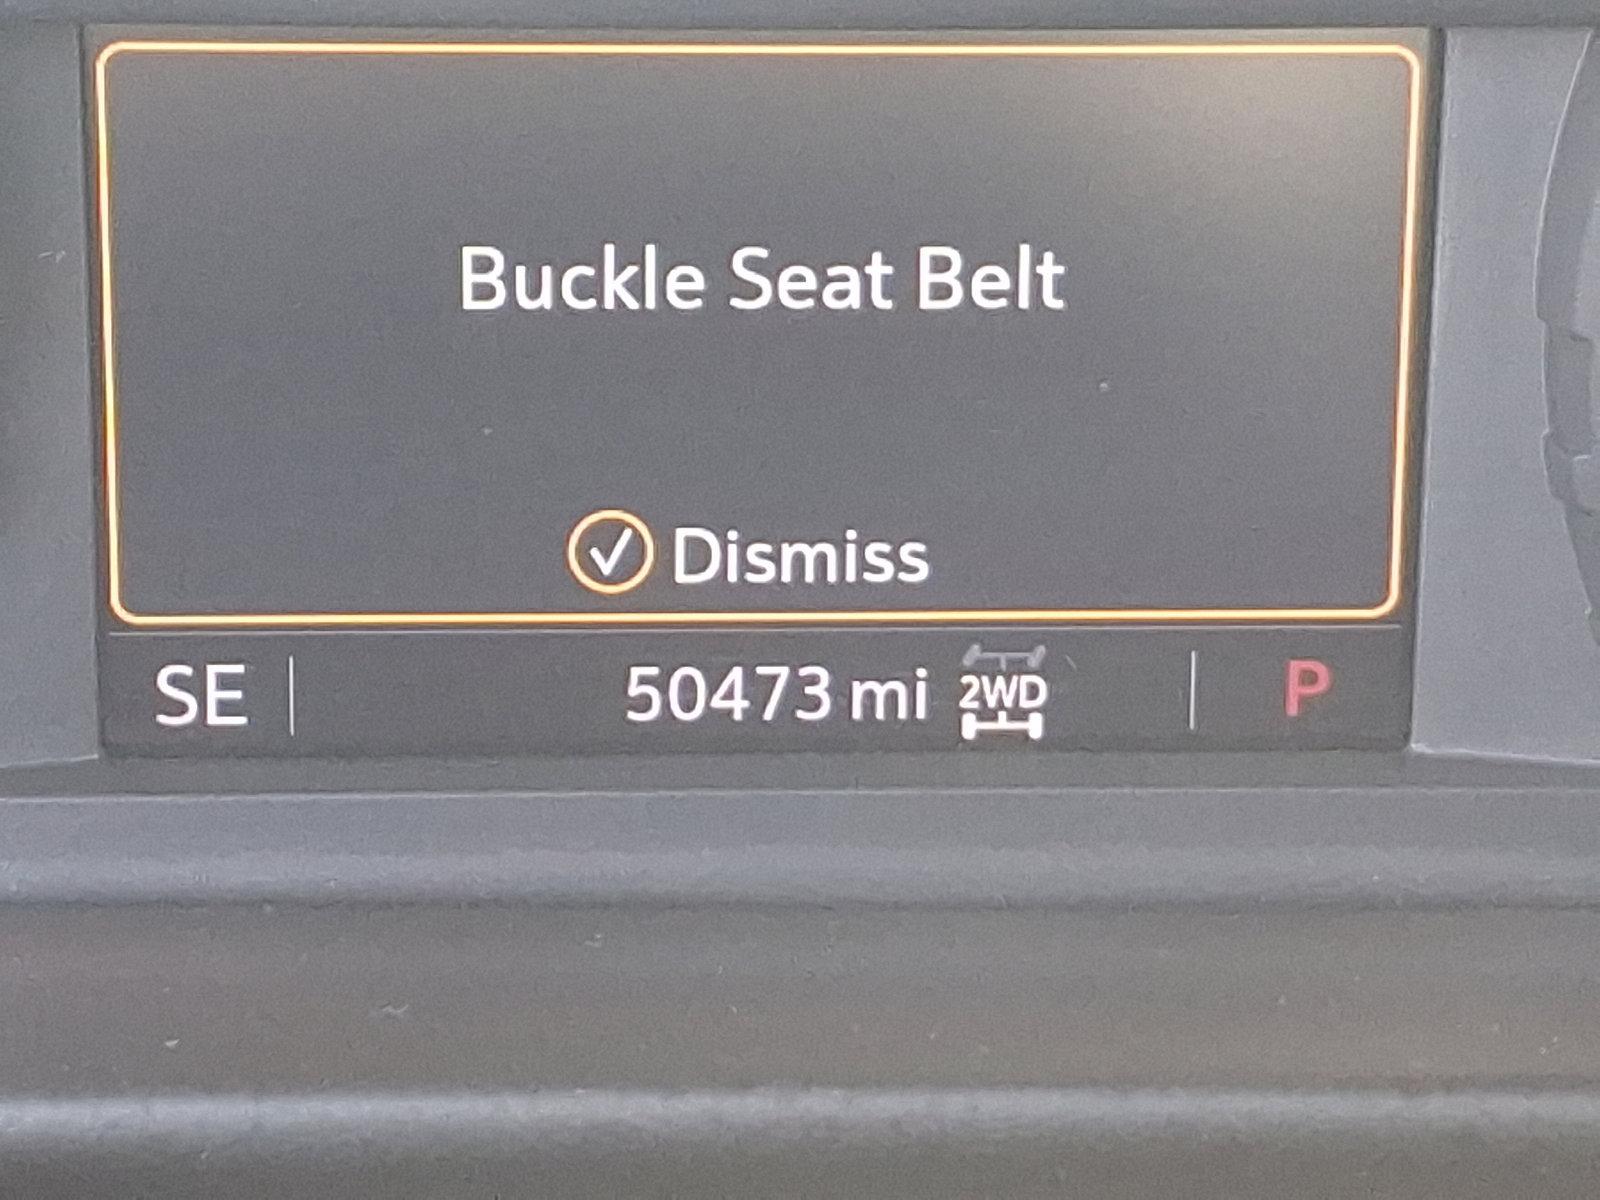 Buckle Seat Belt
Dismiss
SE 50473 mi 2WD P